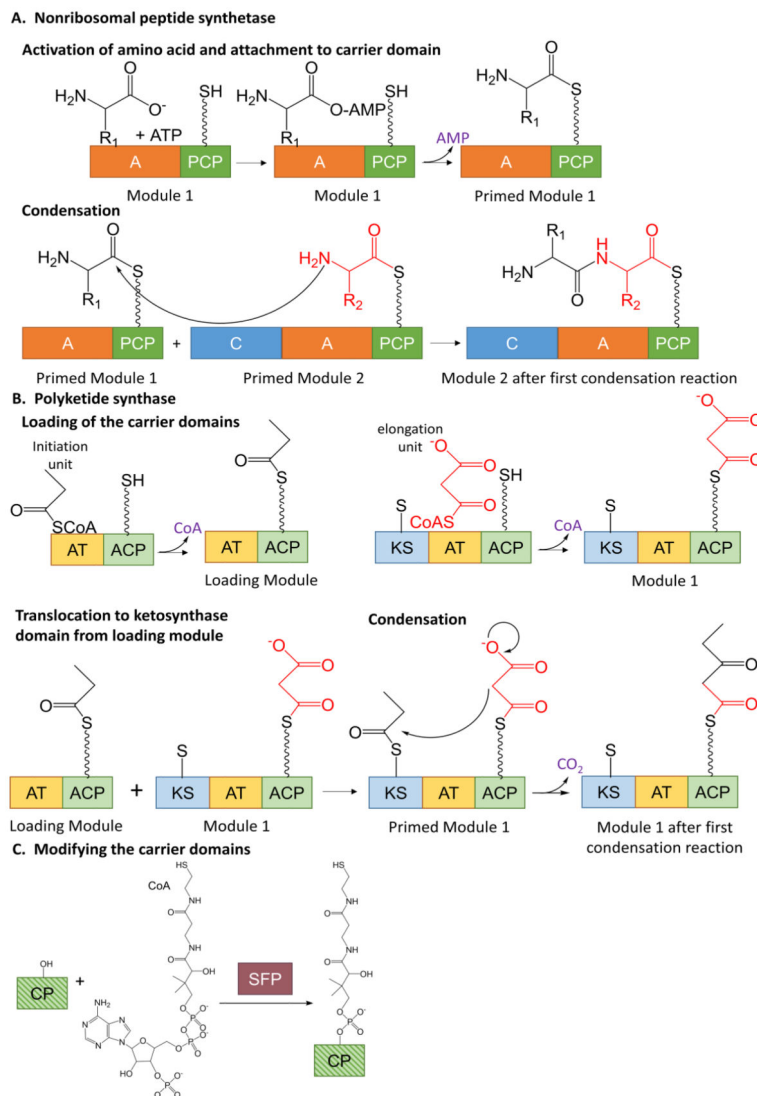 A. Nonribosomal peptide synthetase
Activation of amino acid and attachment to carrier domain
H₂N O O⁻ R₁ + ATP SH
H₂N O O-AMP R₁ SH
H₂N O S R₁
A PCP
A PCP
AMP
A PCP
Module 1
Module 1
Primed Module 1
Condensation
H₂N O S R₁
H₂N O S R₂
R₁ H₂N O H N O S R₂
A PCP
+
C A PCP
C A PCP
Primed Module 1
Primed Module 2
Module 2 after first condensation reaction
B. Polyketide synthase
Loading of the carrier domains
Initiation
unit
O SCoA SH
AT ACP
CoA
O S
AT ACP
Loading Module
elongation
unit
⁻O O O CoAS
S SH
KS AT ACP
CoA
⁻O O O S
S
KS AT ACP
Module 1
Translocation to ketosynthase
domain from loading module
O S
AT ACP
Loading Module
+
⁻O O O S
S
KS AT ACP
Module 1
Condensation
⁻O O O S
O S
KS AT ACP
Primed Module 1
CO₂
O O S
S
KS AT ACP
Module 1 after first
condensation reaction
C. Modifying the carrier domains
OH
CP
+
CoA
HS
NH
O
NH
O
OH
O
O P O⁻
O
O P O⁻
O
NH₂
N N
N N
O
HO O
O P O⁻
O⁻
SFP
HS
NH
O
NH
O
OH
O
P O⁻
O O
CP